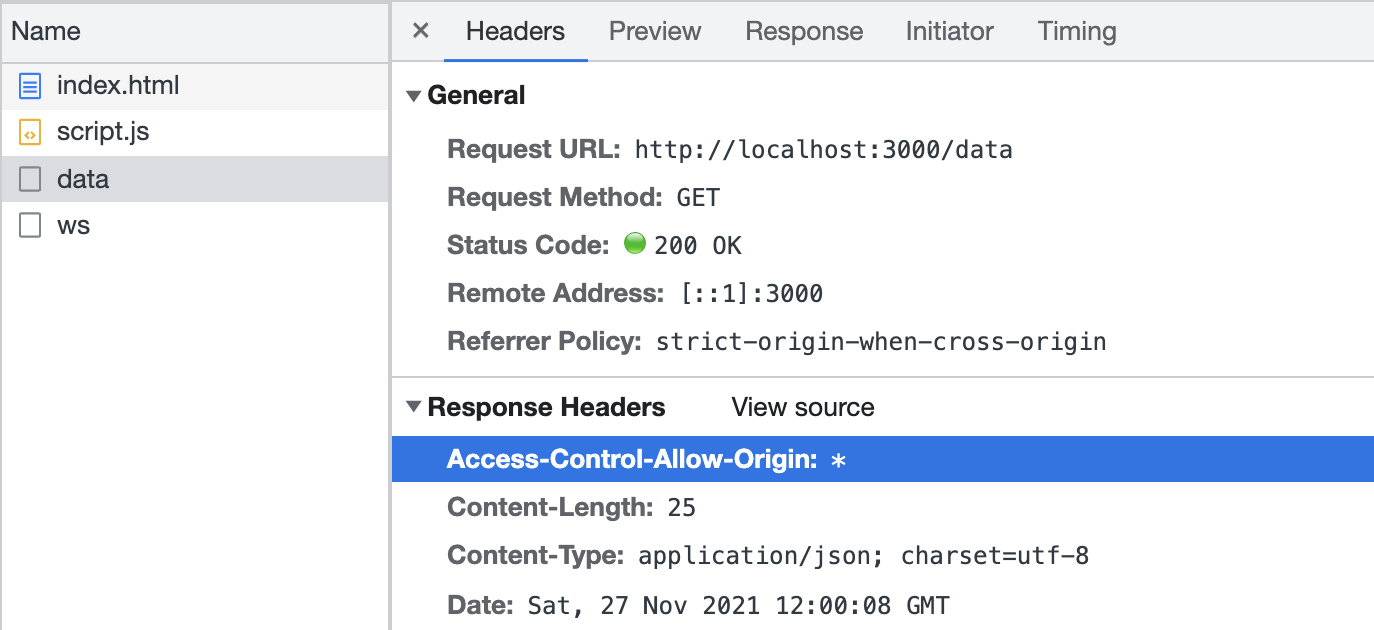 Name
index.html
script.js
data
ws
× Headers Preview Response Initiator Timing
General
Request URL: http://localhost:3000/data
Request Method: GET
Status Code: 200 OK
Remote Address: [::1]:3000
Referrer Policy: strict-origin-when-cross-origin
Response Headers View source
Access-Control-Allow-Origin: *
Content-Length: 25
Content-Type: application/json; charset=utf-8
Date: Sat, 27 Nov 2021 12:00:08 GMT